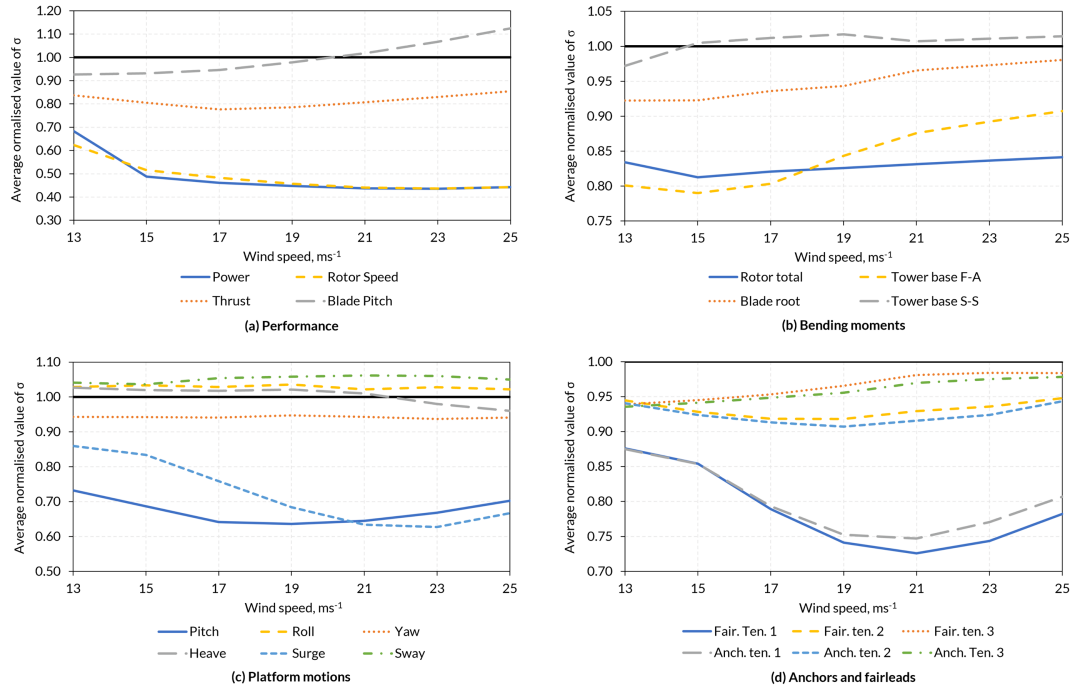 1.20
1.10
1.00
0.90
0.80
0.70
0.60
0.50
0.40
0.30
Average ormalised value of σ
13 15 17 19 21 23 25
Wind speed, ms-1
Power Rotor Speed
Thrust Blade Pitch
(a) Performance
1.05
1.00
0.95
0.90
0.85
0.80
0.75
Average normalised value of σ
13 15 17 19 21 23 25
Wind speed, ms-1
Rotor total Tower base F-A
Blade root Tower base S-S
(b) Bending moments
1.10
1.00
0.90
0.80
0.70
0.60
0.50
Average normalised value of σ
13 15 17 19 21 23 25
Wind speed, ms-1
Pitch Roll Yaw
Heave Surge Sway
(c) Platform motions
1.00
0.95
0.90
0.85
0.80
0.75
0.70
Average normalised value of σ
13 15 17 19 21 23 25
Wind speed, ms-1
Fair. Ten. 1 Fair. ten. 2 Fair. ten. 3
Anch. ten. 1 Anch. ten. 2 Anch. Ten. 3
(d) Anchors and fairleads